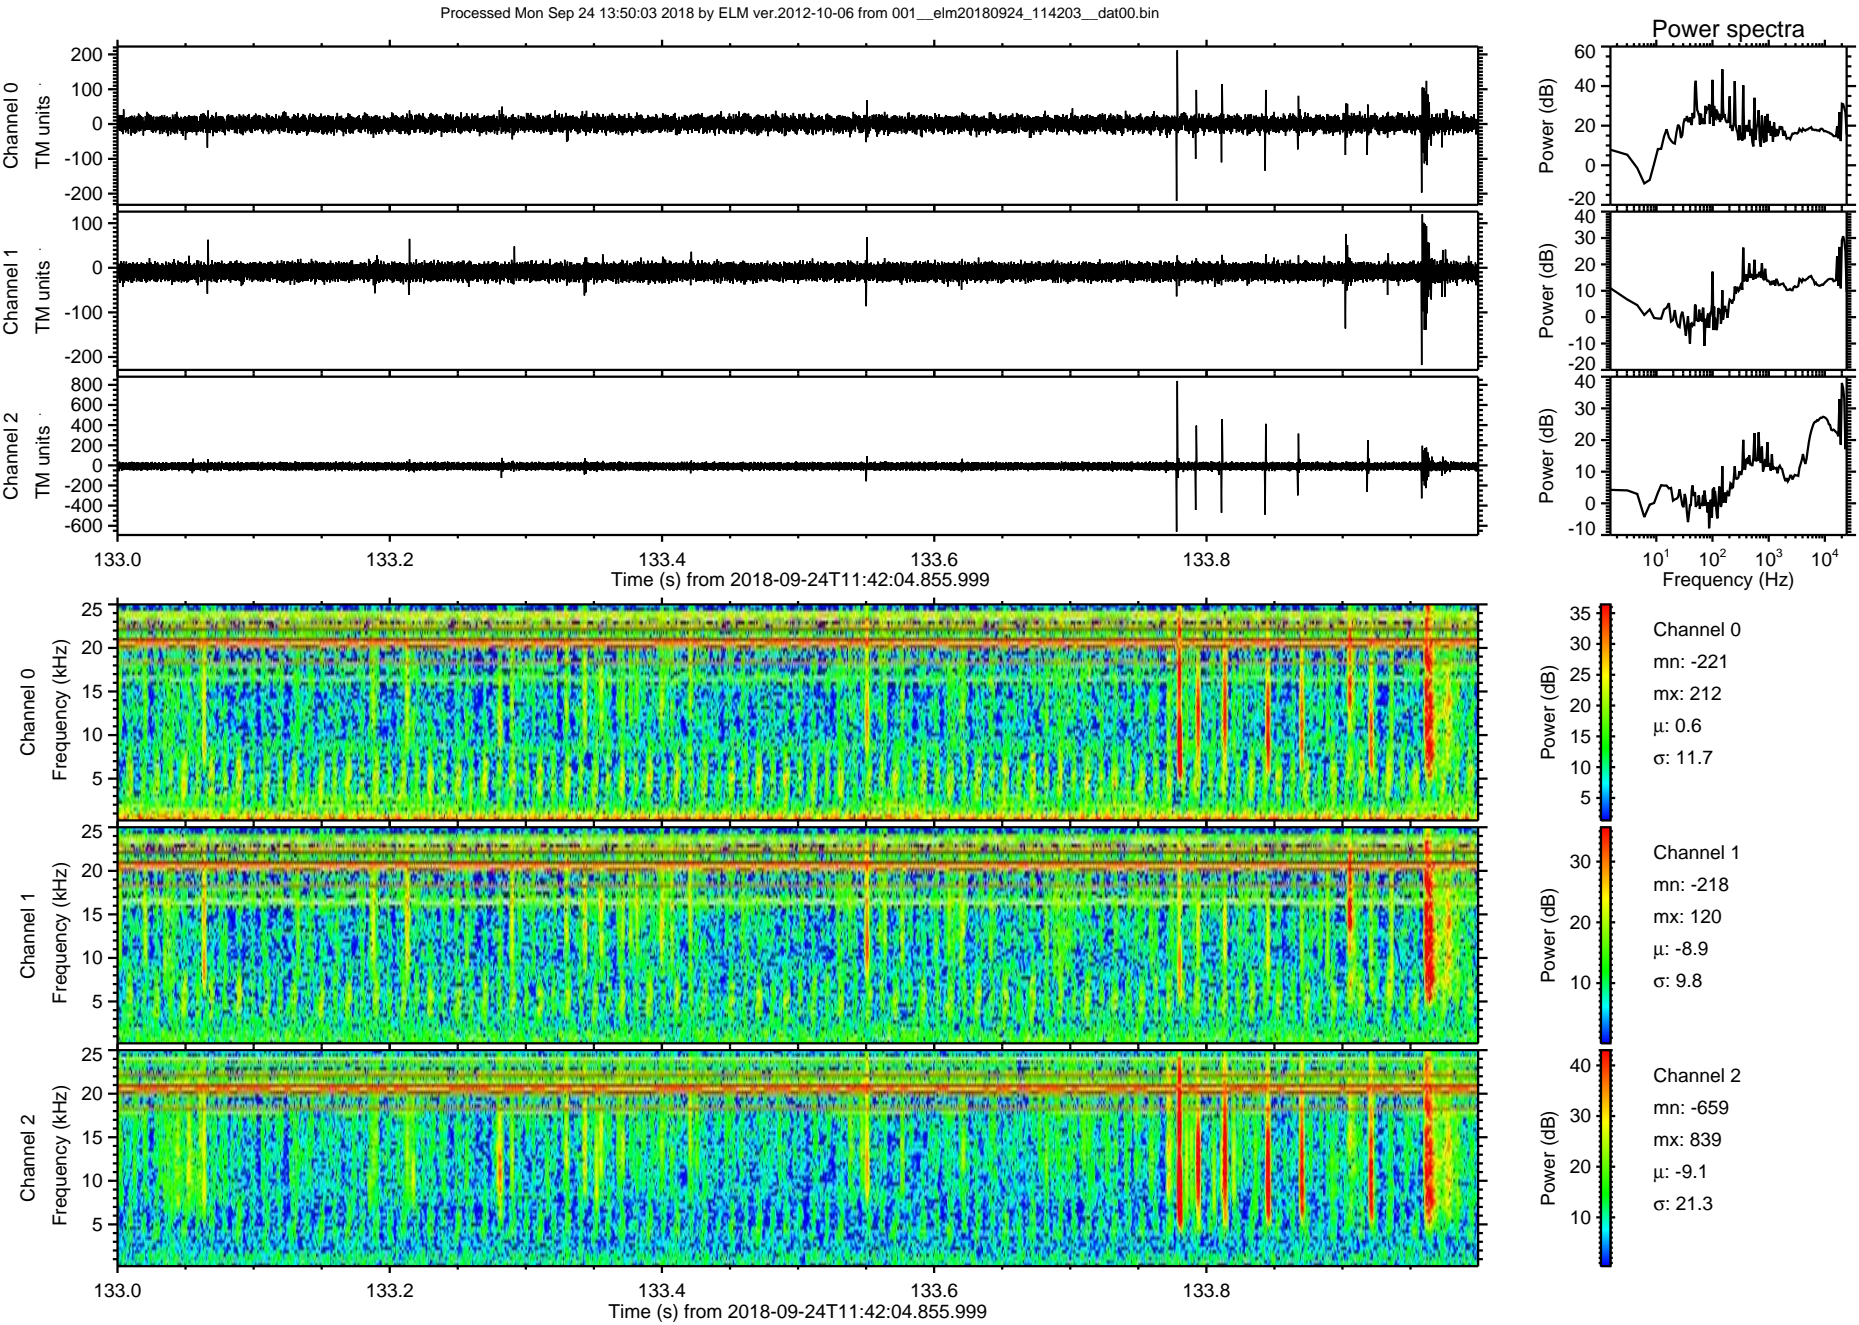 Processed Mon Sep 24 13:50:03 2018 by ELM ver.2012-10-06 from 001__elm20180924_114203__dat00.bin
Power spectra
Channel 0
TM units
200
100
0
-100
-200
Power (dB)
60
40
20
0
-20
Channel 1
TM units
100
0
-100
-200
Power (dB)
40
30
20
10
0
-10
-20
Channel 2
TM units
800
600
400
200
0
-200
-400
-600
Power (dB)
40
30
20
10
0
-10
133.0 133.2 133.4 133.6 133.8
Time (s) from 2018-09-24T11:42:04.855.999
10¹ 10² 10³ 10⁴
Frequency (Hz)
Channel 0
Frequency (kHz)
25
20
15
10
5
Power (dB)
35
30
25
20
15
10
5
Channel 0
mn: -221
mx: 212
μ: 0.6
σ: 11.7
Channel 1
Frequency (kHz)
25
20
15
10
5
Power (dB)
30
20
10
Channel 1
mn: -218
mx: 120
μ: -8.9
σ: 9.8
Channel 2
Frequency (kHz)
25
20
15
10
5
Power (dB)
40
30
20
10
Channel 2
mn: -659
mx: 839
μ: -9.1
σ: 21.3
133.0 133.2 133.4 133.6 133.8
Time (s) from 2018-09-24T11:42:04.855.999